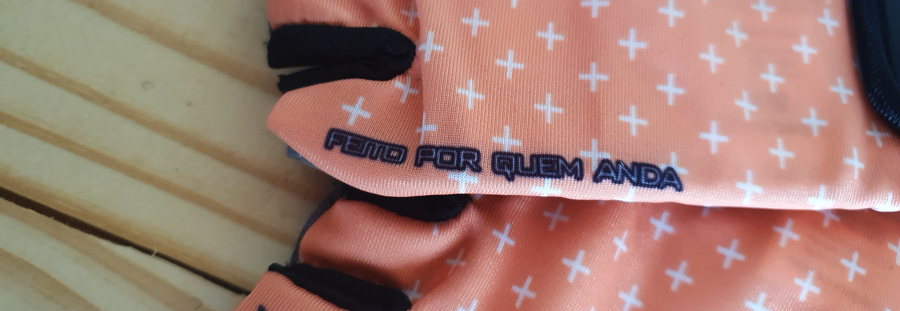 FEITO POR QUEM ANDA